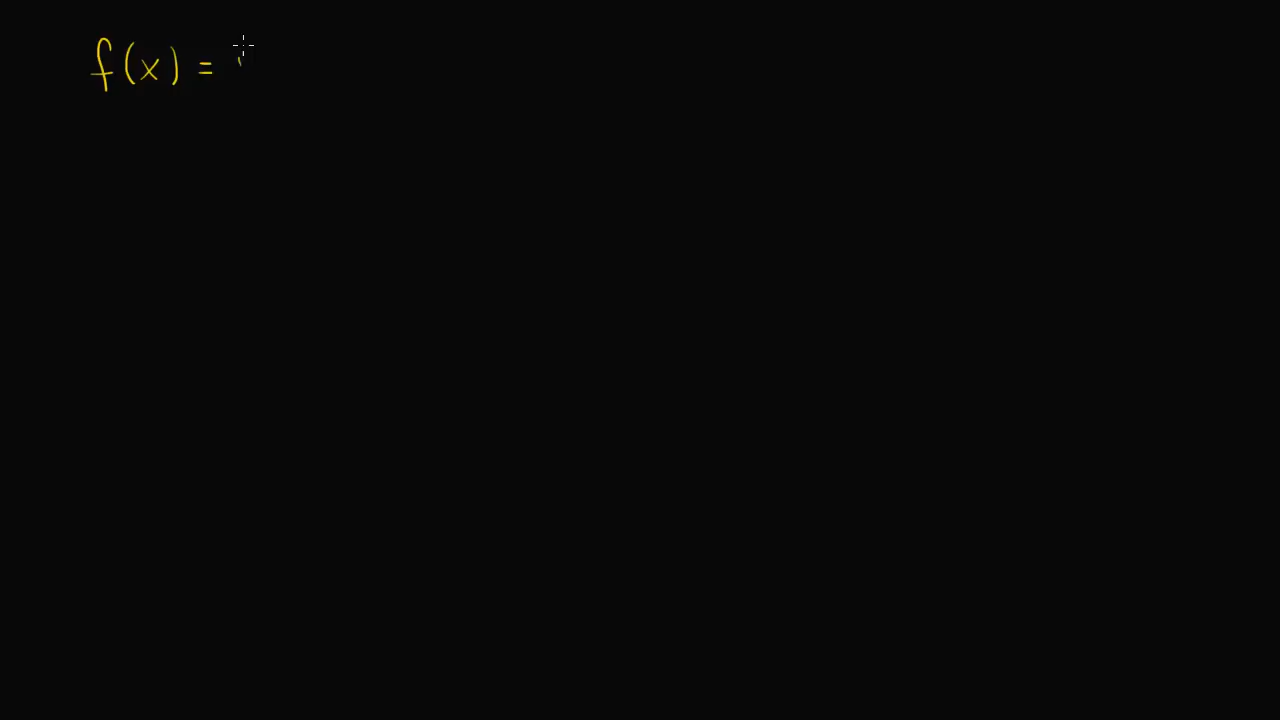 f(x) =